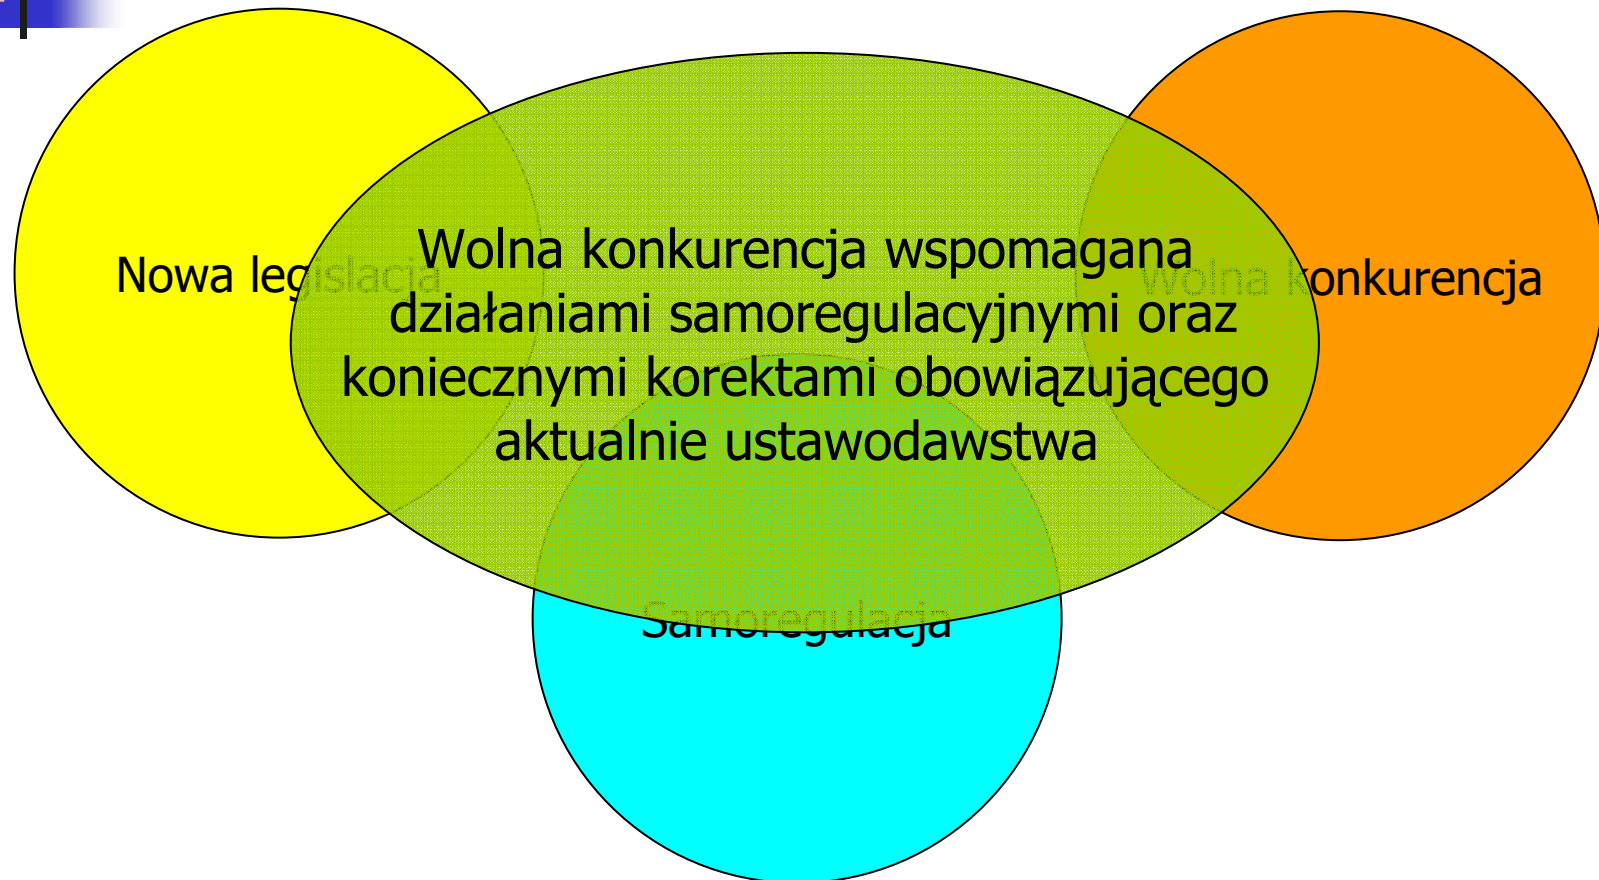 Nowa legislacja
Wolna konkurencja wspomagana
działaniami samoregulacyjnymi oraz
koniecznymi korektami obowiązującego
aktualnie ustawodawstwa
Wolna konkurencja
Samoregulacja